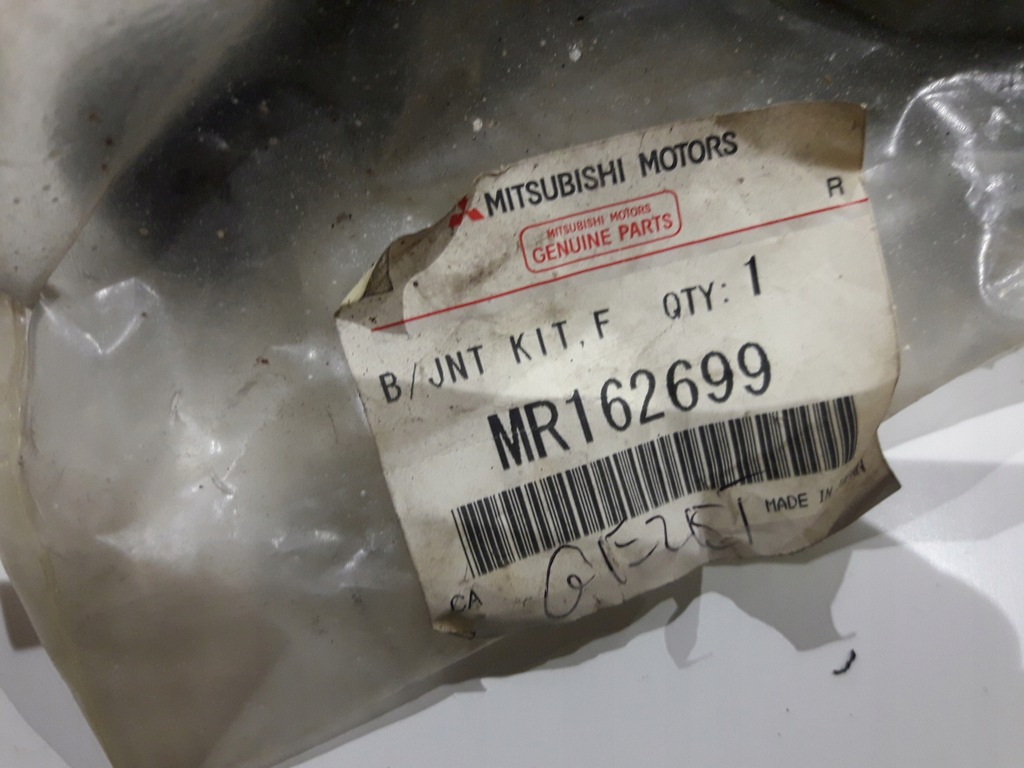 MITSUBISHI MOTORS
MITSUBISHI MOTORS
GENUINE PARTS
R
B/JNT KIT,F QTY: 1
MR162699
MADE IN
CA